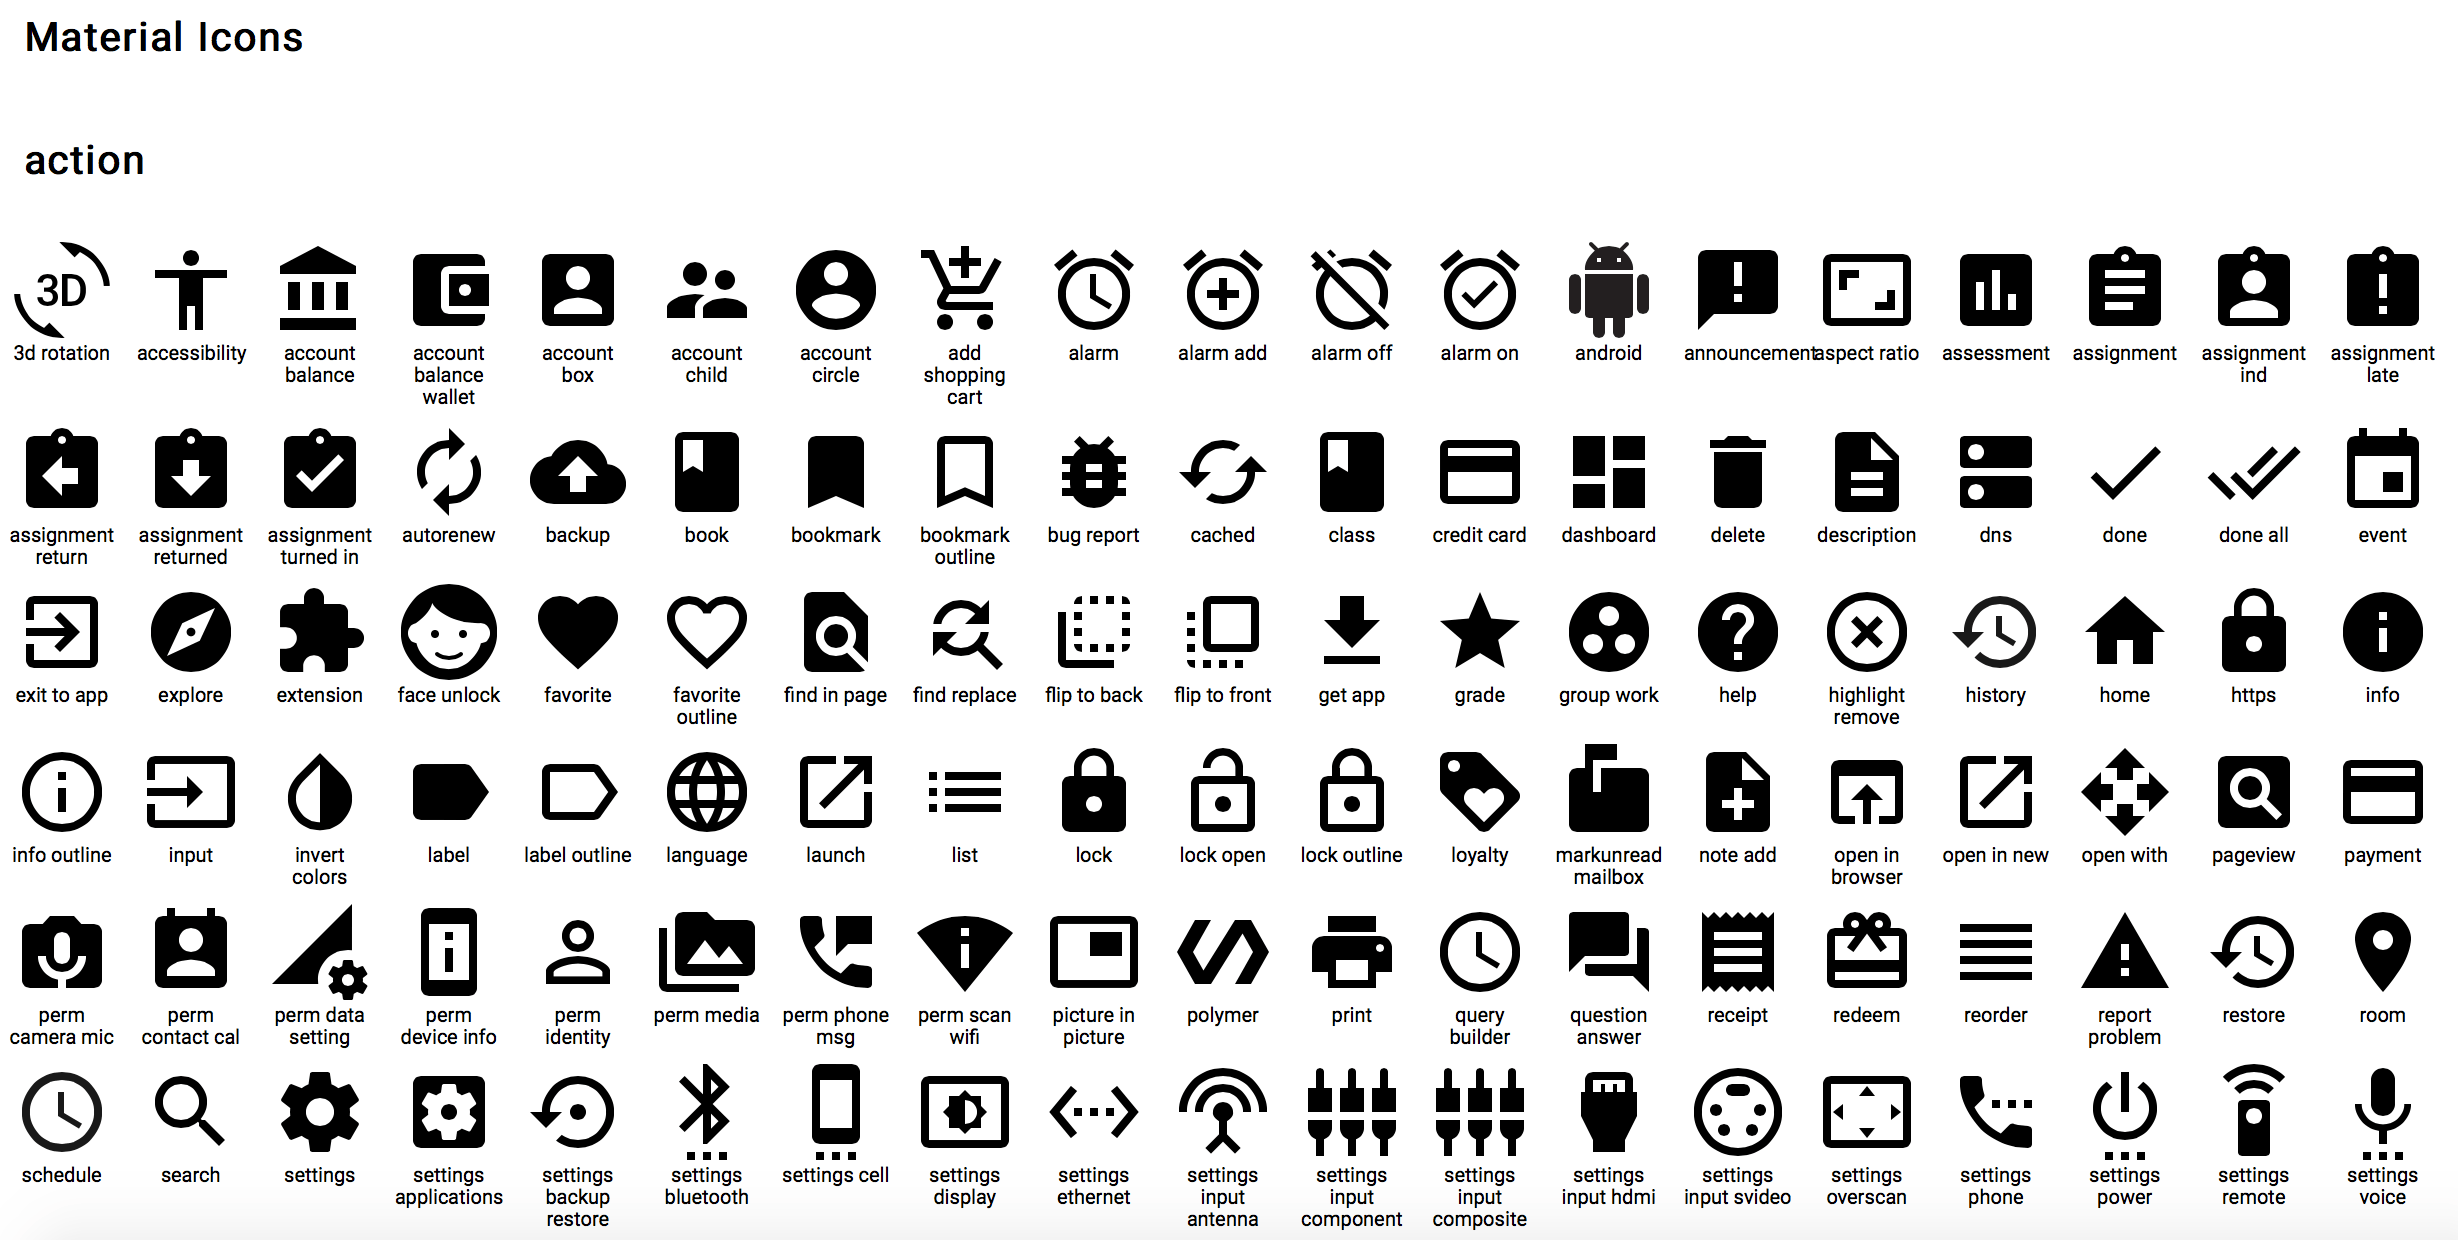 Material Icons
action
3D
3d rotation accessibility account balance account balance wallet account box account child account circle add shopping cart alarm alarm add alarm off alarm on android announcement aspect ratio assessment assignment assignment ind assignment late
assignment return assignment returned assignment turned in autorenew backup book bookmark bookmark outline bug report cached class credit card dashboard delete description dns done done all event
exit to app explore extension face unlock favorite favorite outline find in page find replace flip to back flip to front get app grade group work help highlight remove history home https info
info outline input invert colors label label outline language launch list lock lock open lock outline loyalty markunread mailbox note add open in browser open in new open with pageview payment
perm camera mic perm contact cal perm data setting perm device info perm identity perm media perm phone msg perm scan wifi picture in picture polymer print query builder question answer receipt redeem reorder report problem restore room
schedule search settings settings applications settings backup restore settings bluetooth settings cell settings display settings ethernet settings input antenna settings input component settings input composite settings input hdmi settings input svideo settings overscan settings phone settings power settings remote settings voice